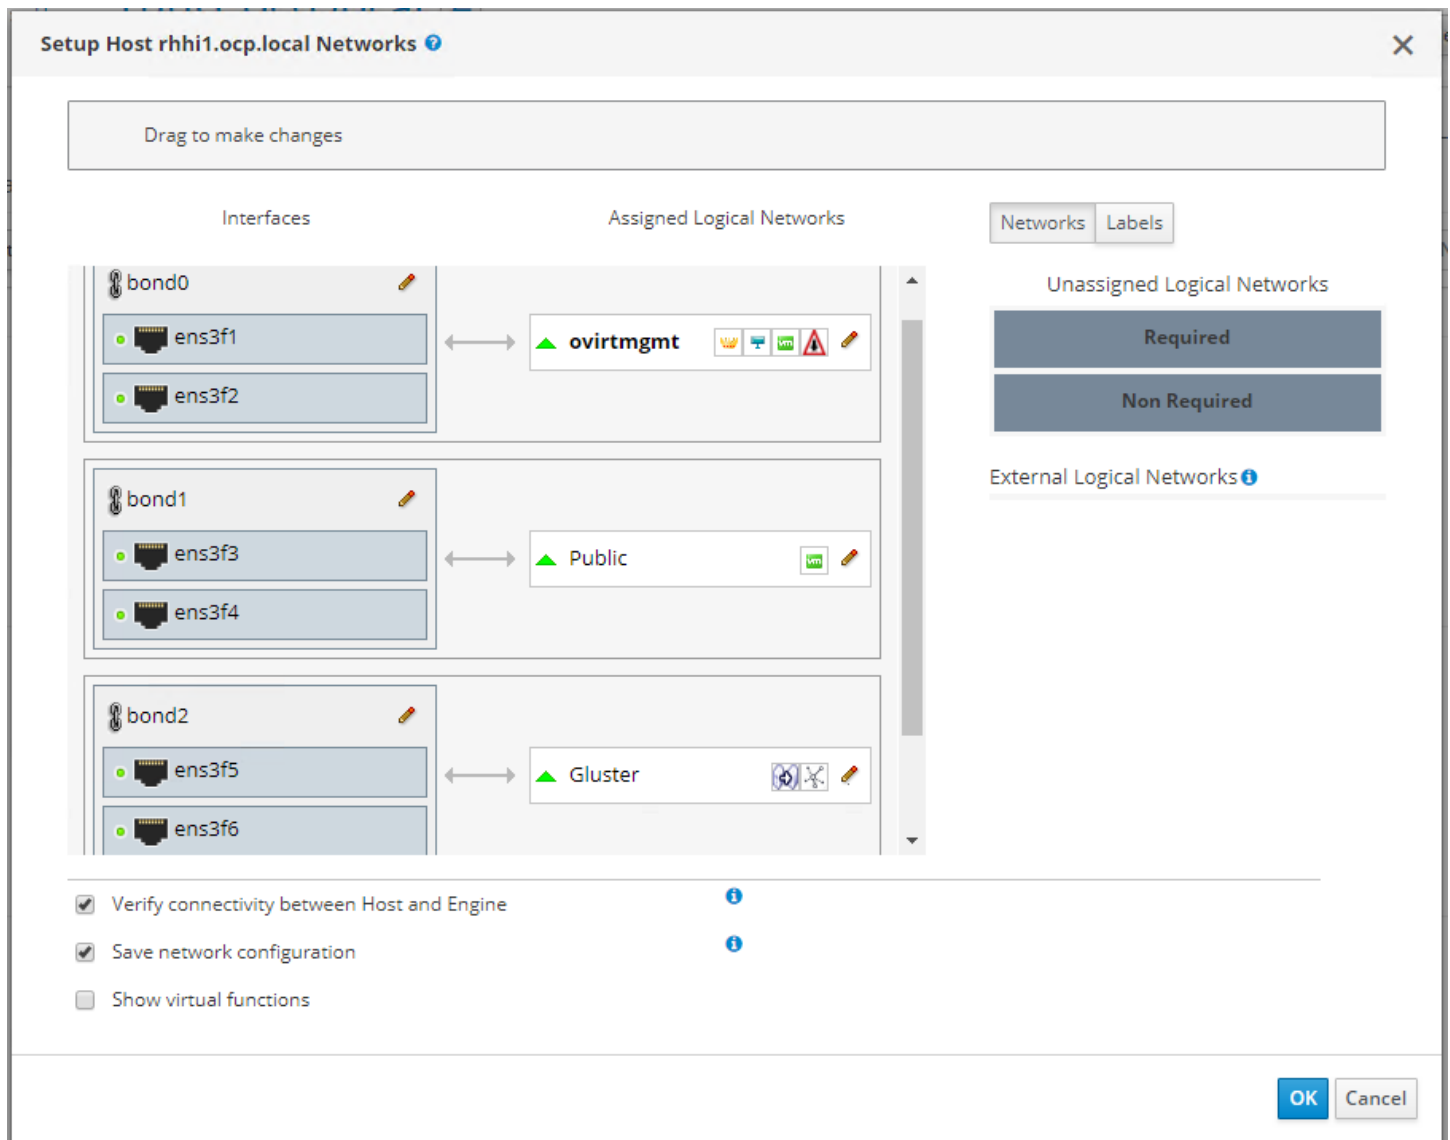 Setup Host rhhi1.ocp.local Networks
Drag to make changes
Interfaces
Assigned Logical Networks
Networks
Labels
bond0
ens3f1
ens3f2
ovirtmgmt
vm
bond1
ens3f3
ens3f4
Public
vm
bond2
ens3f5
ens3f6
Gluster
Unassigned Logical Networks
Required
Non Required
External Logical Networks
Verify connectivity between Host and Engine
Save network configuration
Show virtual functions
OK
Cancel